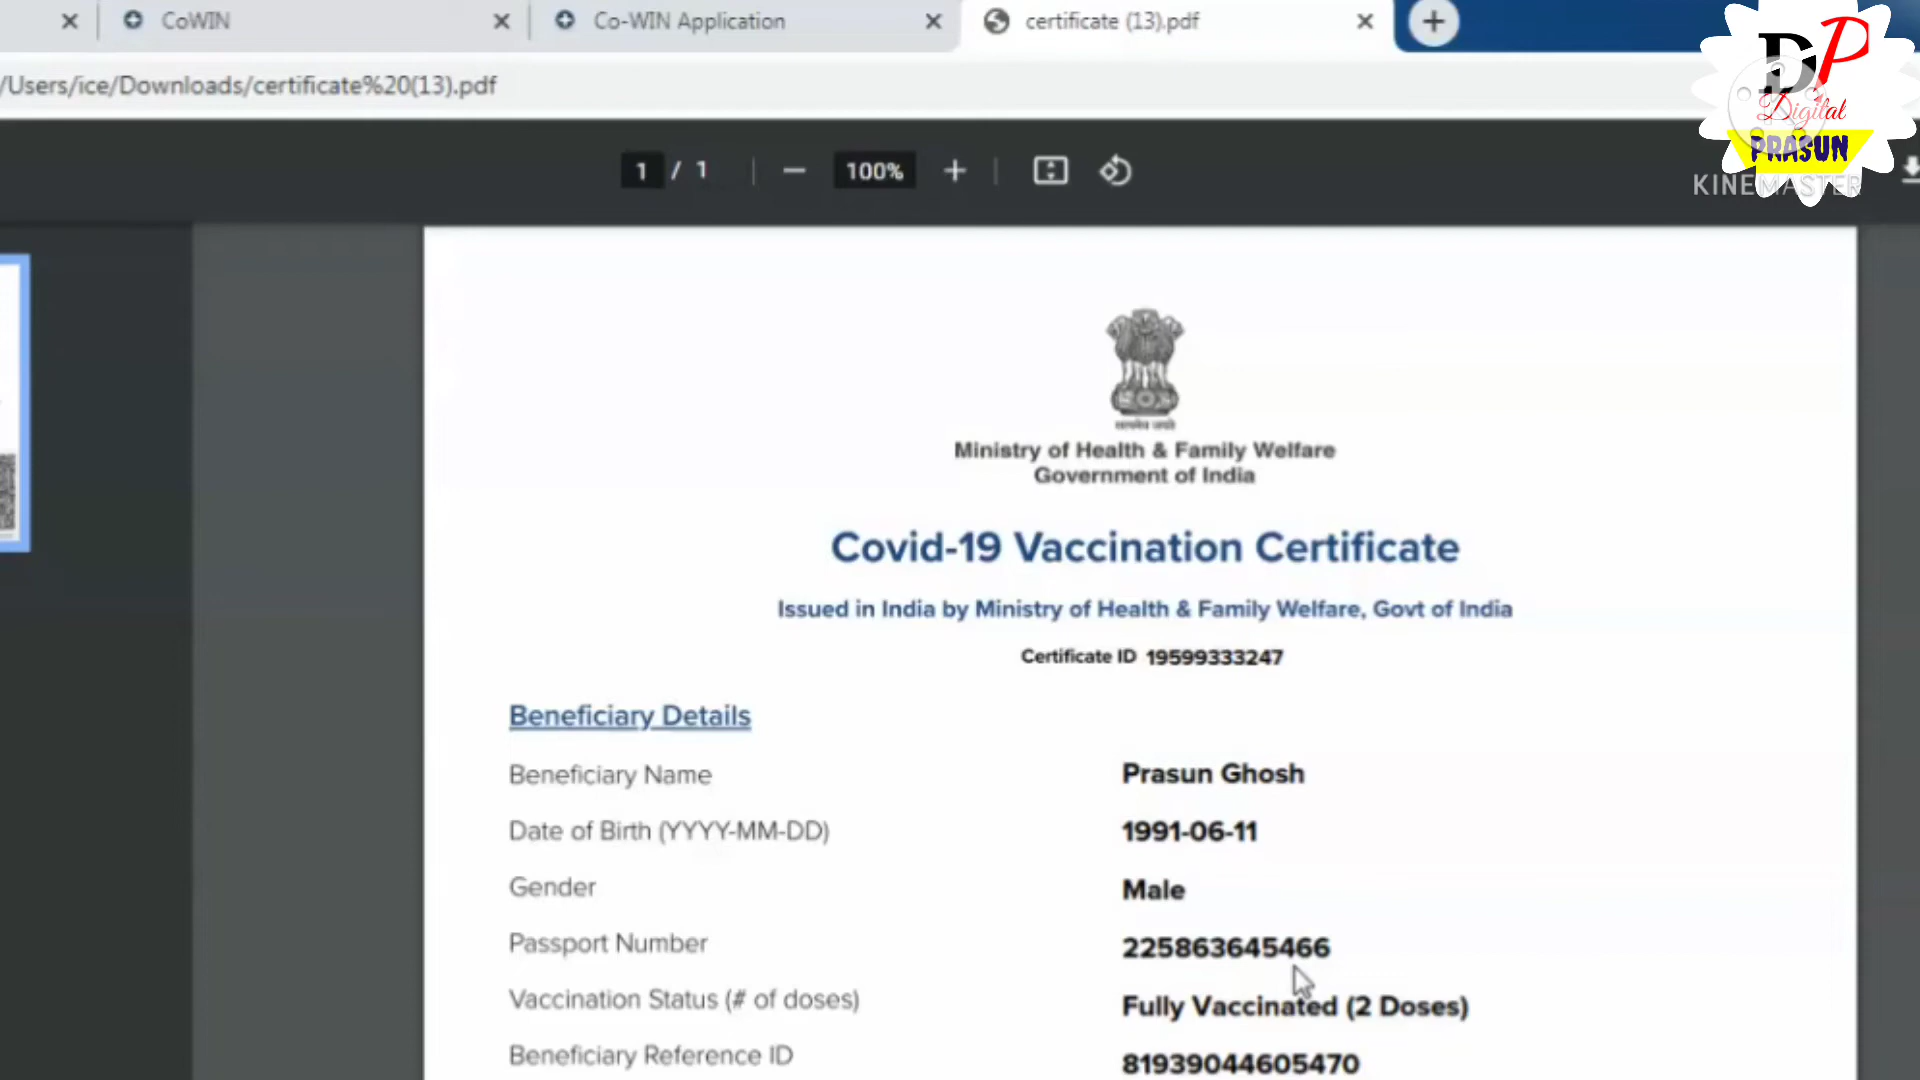 CoWIN
Co-WIN Application
certificate (13).pdf
/Users/ice/Downloads/certificate%20(13).pdf
DP
Digital
PRASUN
KINEMASTER
1 / 1
100%
Ministry of Health & Family Welfare
Government of India
Covid-19 Vaccination Certificate
Issued in India by Ministry of Health & Family Welfare, Govt of India
Certificate ID 19599333247
Beneficiary Details
Beneficiary Name Prasun Ghosh
Date of Birth (YYYY-MM-DD) 1991-06-11
Gender Male
Passport Number 225863645466
Vaccination Status (# of doses) Fully Vaccinated (2 Doses)
Beneficiary Reference ID 81939044605470